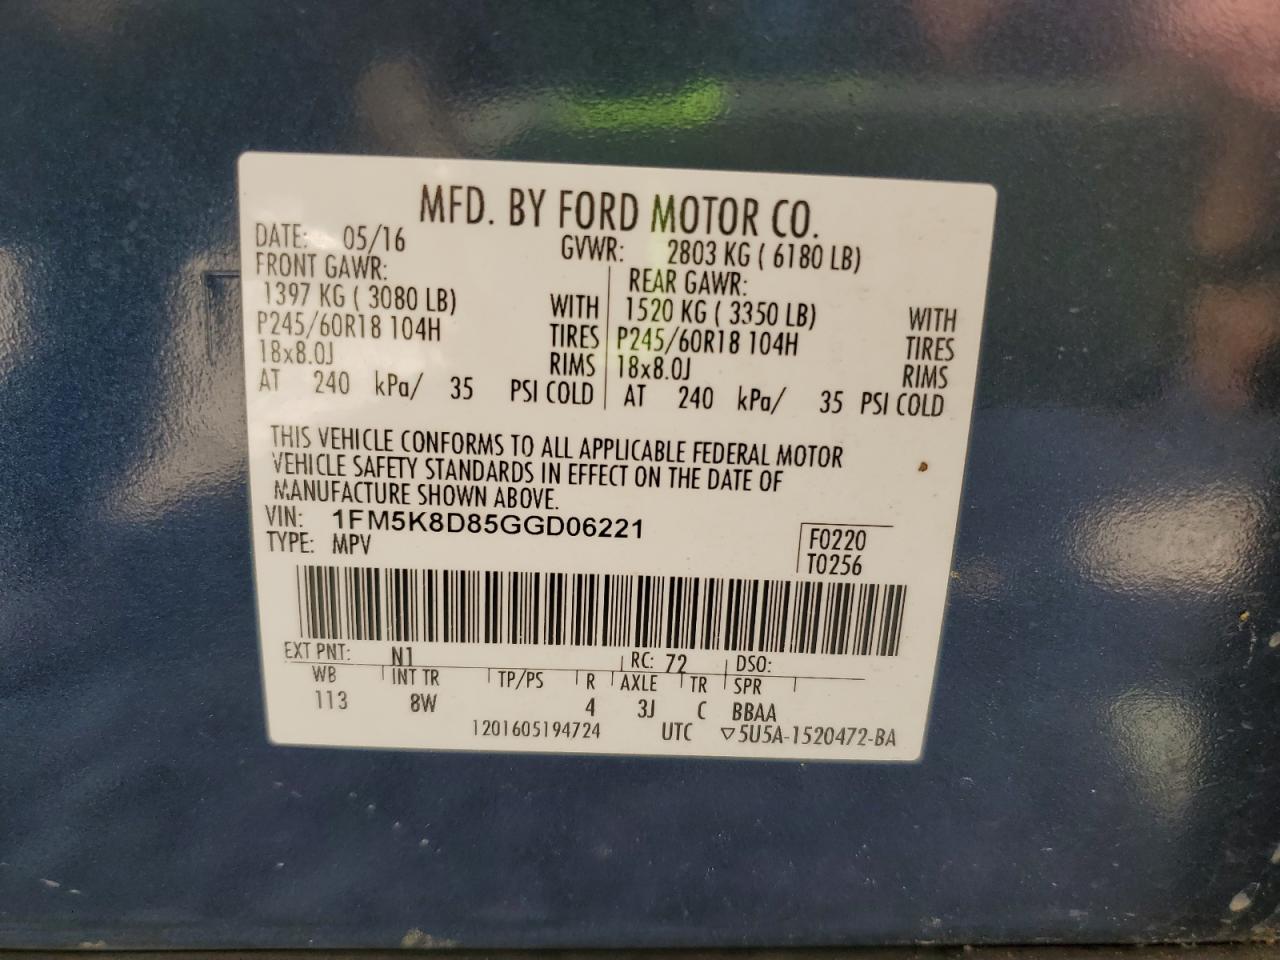 MFD. BY FORD MOTOR CO.
DATE: 05/16 GVWR: 2803 KG ( 6180 LB)
FRONT GAWR: REAR GAWR:
1397 KG ( 3080 LB) WITH 1520 KG ( 3350 LB) WITH
P245/60R18 104H TIRES P245/60R18 104H TIRES
18x8.0J RIMS 18x8.0J RIMS
AT 240 kPa/ 35 PSI COLD AT 240 kPa/ 35 PSI COLD
THIS VEHICLE CONFORMS TO ALL APPLICABLE FEDERAL MOTOR
VEHICLE SAFETY STANDARDS IN EFFECT ON THE DATE OF
MANUFACTURE SHOWN ABOVE.
VIN: 1FM5K8D85GGD06221
TYPE: MPV
F0220
T0256
EXT PNT: N1 RC: 72 DSO:
WB INT TR TP/PS R AXLE TR SPR
113 8W 4 3J C BBAA
1201605194724 UTC ▽5U5A-1520472-BA